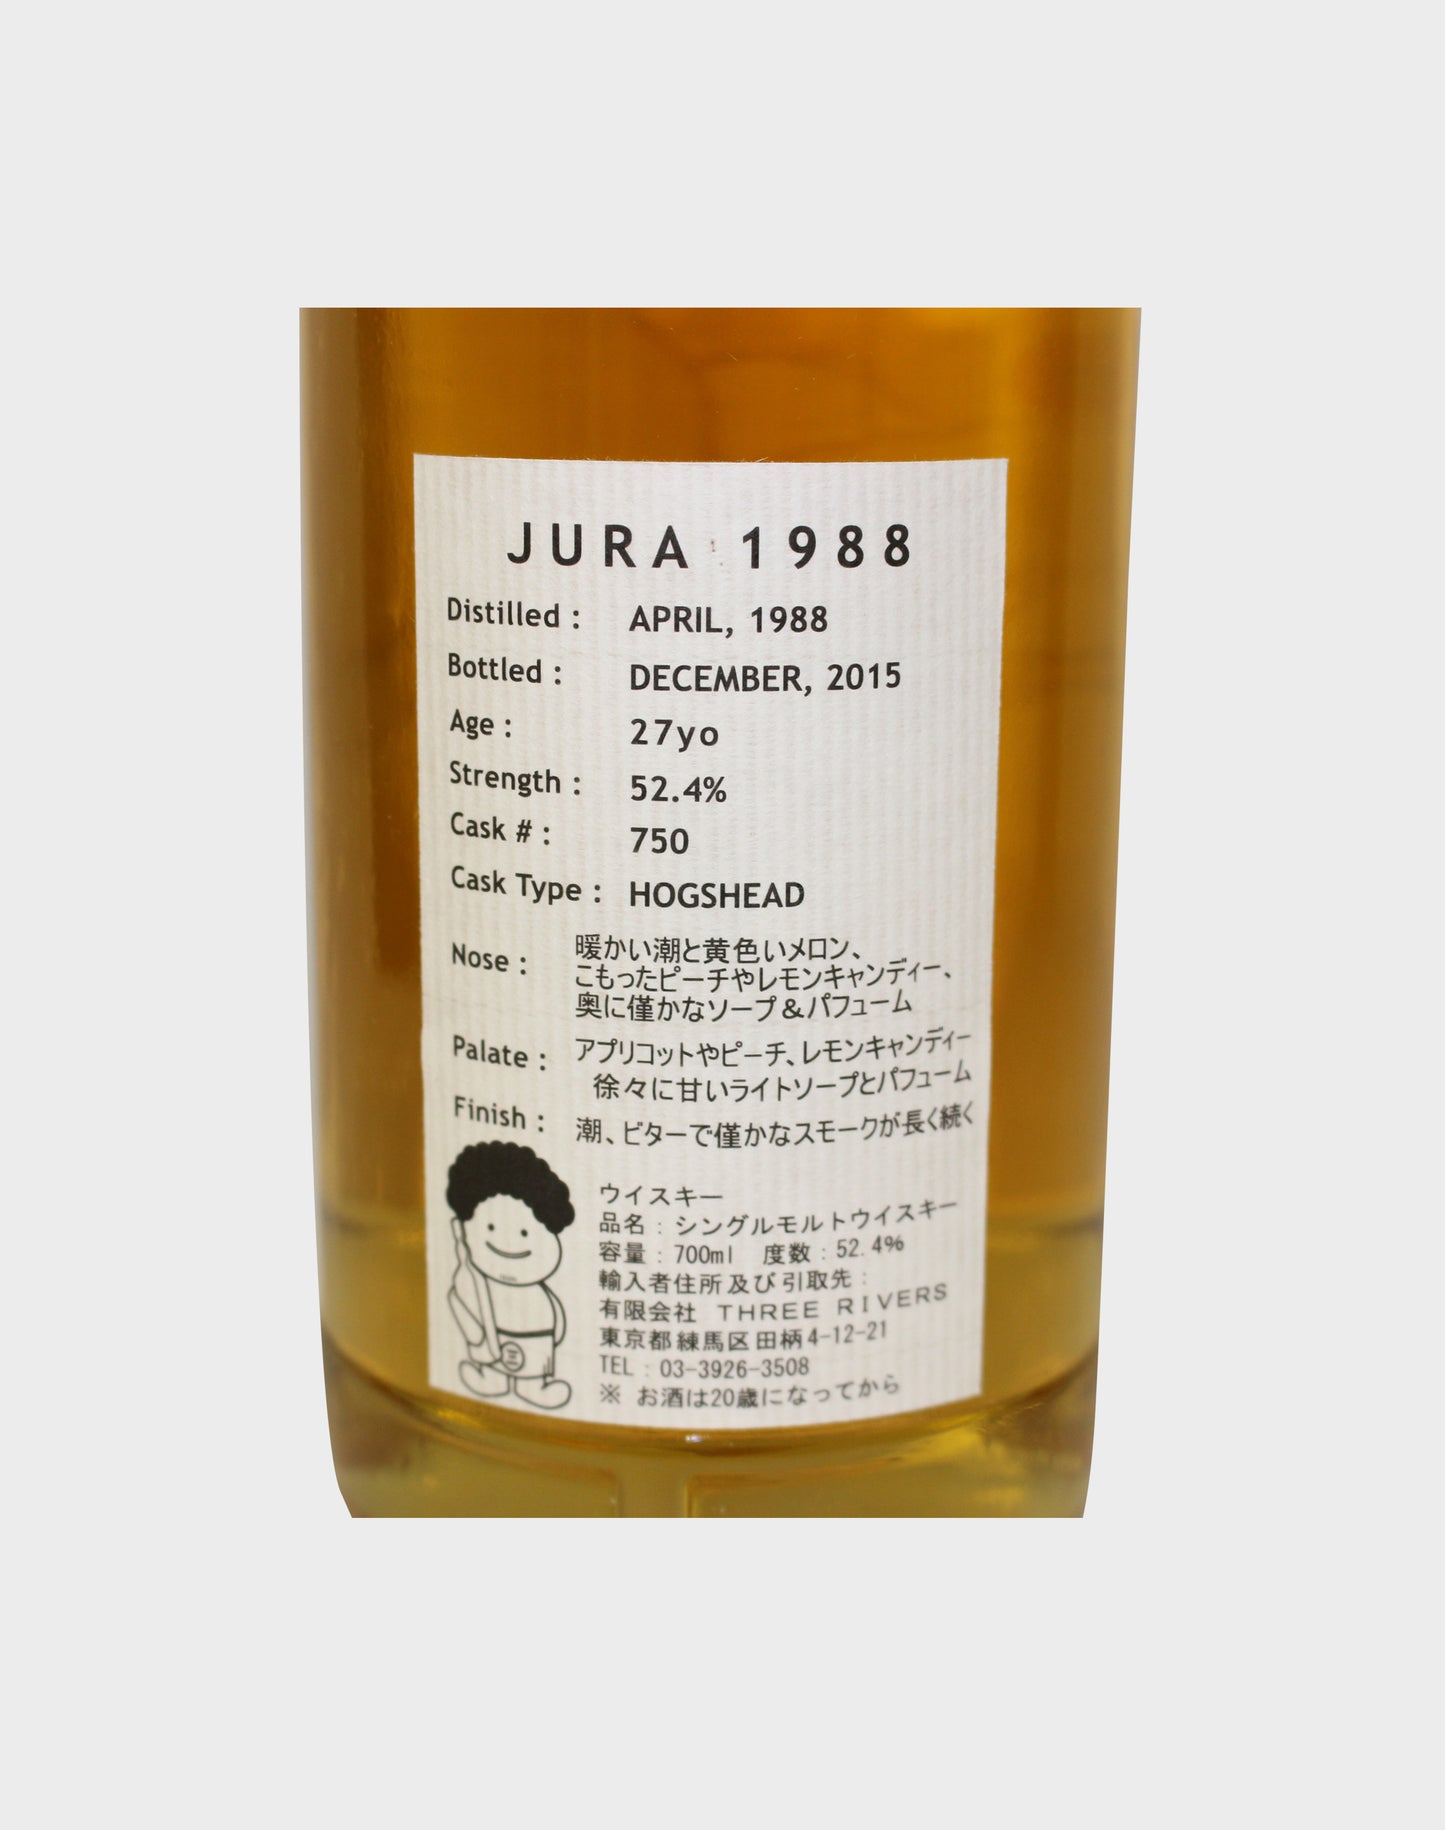 JURA 1988
Distilled : APRIL, 1988
Bottled : DECEMBER, 2015
Age : 27yo
Strength : 52.4%
Cask # : 750
Cask Type : HOGSHEAD
Nose : 暖かい潮と黄色いメロン、
こもったピーチやレモンキャンディー、
奥に僅かなソープ＆パフューム
Palate : アプリコットやピーチ、レモンキャンディー
徐々に甘いライトソープとパフューム
Finish : 潮、ビターで僅かなスモークが長く続く
ウイスキー
品名：シングルモルトウイスキー
容量：700ml 度数：52.4%
輸入者住所及び引取先：
有限会社 THREE RIVERS
東京都練馬区田柄4-12-21
TEL：03-3926-3508
※ お酒は20歳になってから
三